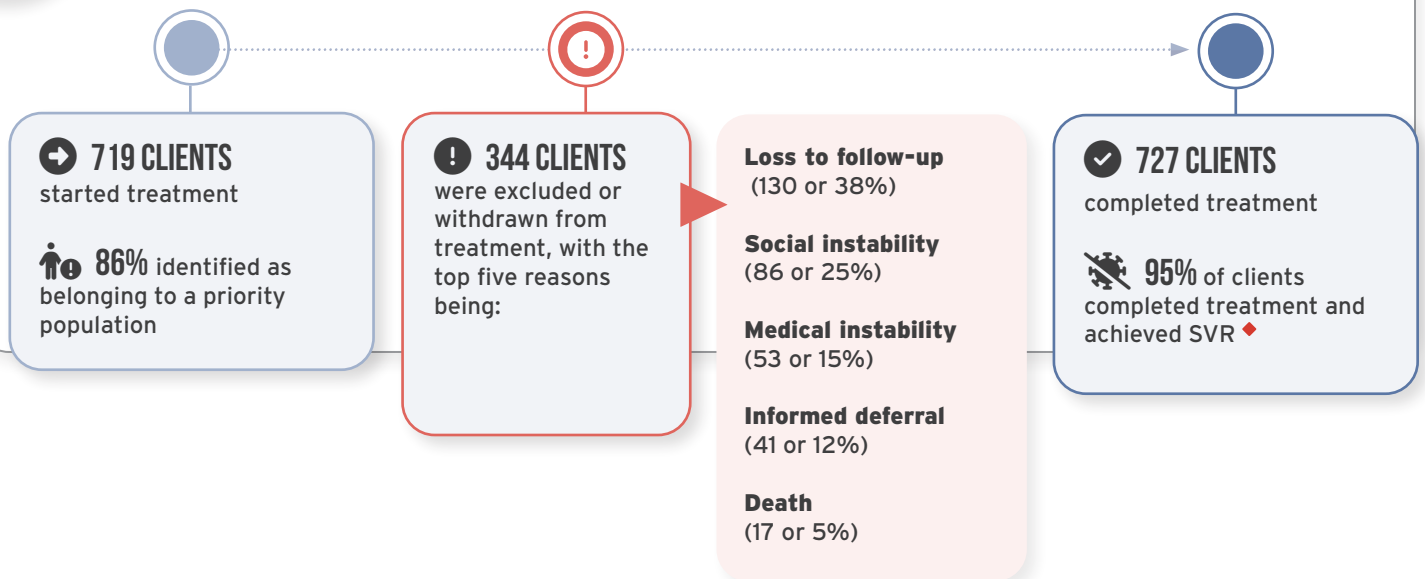 719 CLIENTS
started treatment
86% identified as
belonging to a priority
population
344 CLIENTS
were excluded or
withdrawn from
treatment, with the
top five reasons
being:
Loss to follow-up
(130 or 38%)
Social instability
(86 or 25%)
Medical instability
(53 or 15%)
Informed deferral
(41 or 12%)
Death
(17 or 5%)
727 CLIENTS
completed treatment
95% of clients
completed treatment and
achieved SVR